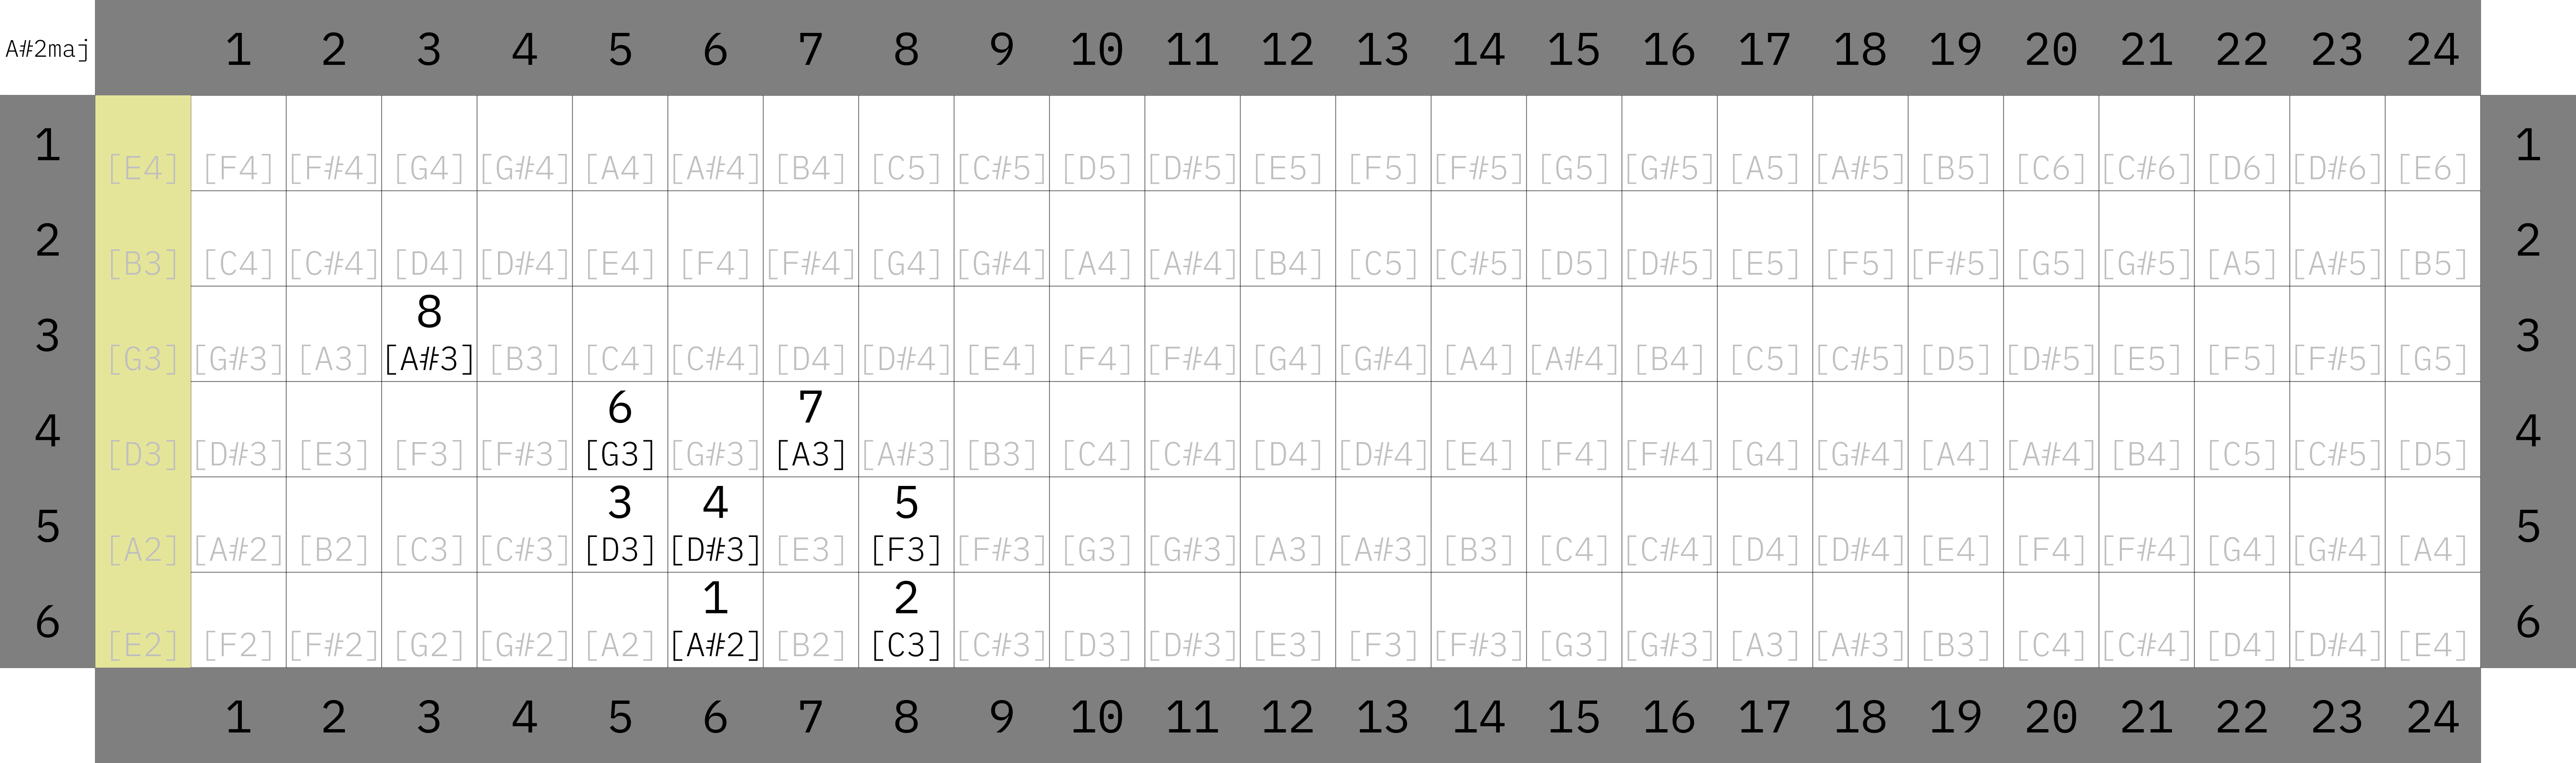 A#2maj 1 2 3 4 5 6 7 8 9 10 11 12 13 14 15 16 17 18 19 20 21 22 23 24
1 [E4] [F4] [F#4] [G4] [G#4] [A4] [A#4] [B4] [C5] [C#5] [D5] [D#5] [E5] [F5] [F#5] [G5] [G#5] [A5] [A#5] [B5] [C6] [C#6] [D6] [D#6] [E6] 1
2 [B3] [C4] [C#4] [D4] [D#4] [E4] [F4] [F#4] [G4] [G#4] [A4] [A#4] [B4] [C5] [C#5] [D5] [D#5] [E5] [F5] [F#5] [G5] [G#5] [A5] [A#5] [B5] 2
8
3 [G3] [G#3] [A3] [A#3] [B3] [C4] [C#4] [D4] [D#4] [E4] [F4] [F#4] [G4] [G#4] [A4] [A#4] [B4] [C5] [C#5] [D5] [D#5] [E5] [F5] [F#5] [G5] 3
6 7
4 [D3] [D#3] [E3] [F3] [F#3] [G3] [G#3] [A3] [A#3] [B3] [C4] [C#4] [D4] [D#4] [E4] [F4] [F#4] [G4] [G#4] [A4] [A#4] [B4] [C5] [C#5] [D5] 4
3 4 5
5 [A2] [A#2] [B2] [C3] [C#3] [D3] [D#3] [E3] [F3] [F#3] [G3] [G#3] [A3] [A#3] [B3] [C4] [C#4] [D4] [D#4] [E4] [F4] [F#4] [G4] [G#4] [A4] 5
1 2
6 [E2] [F2] [F#2] [G2] [G#2] [A2] [A#2] [B2] [C3] [C#3] [D3] [D#3] [E3] [F3] [F#3] [G3] [G#3] [A3] [A#3] [B3] [C4] [C#4] [D4] [D#4] [E4] 6
1 2 3 4 5 6 7 8 9 10 11 12 13 14 15 16 17 18 19 20 21 22 23 24